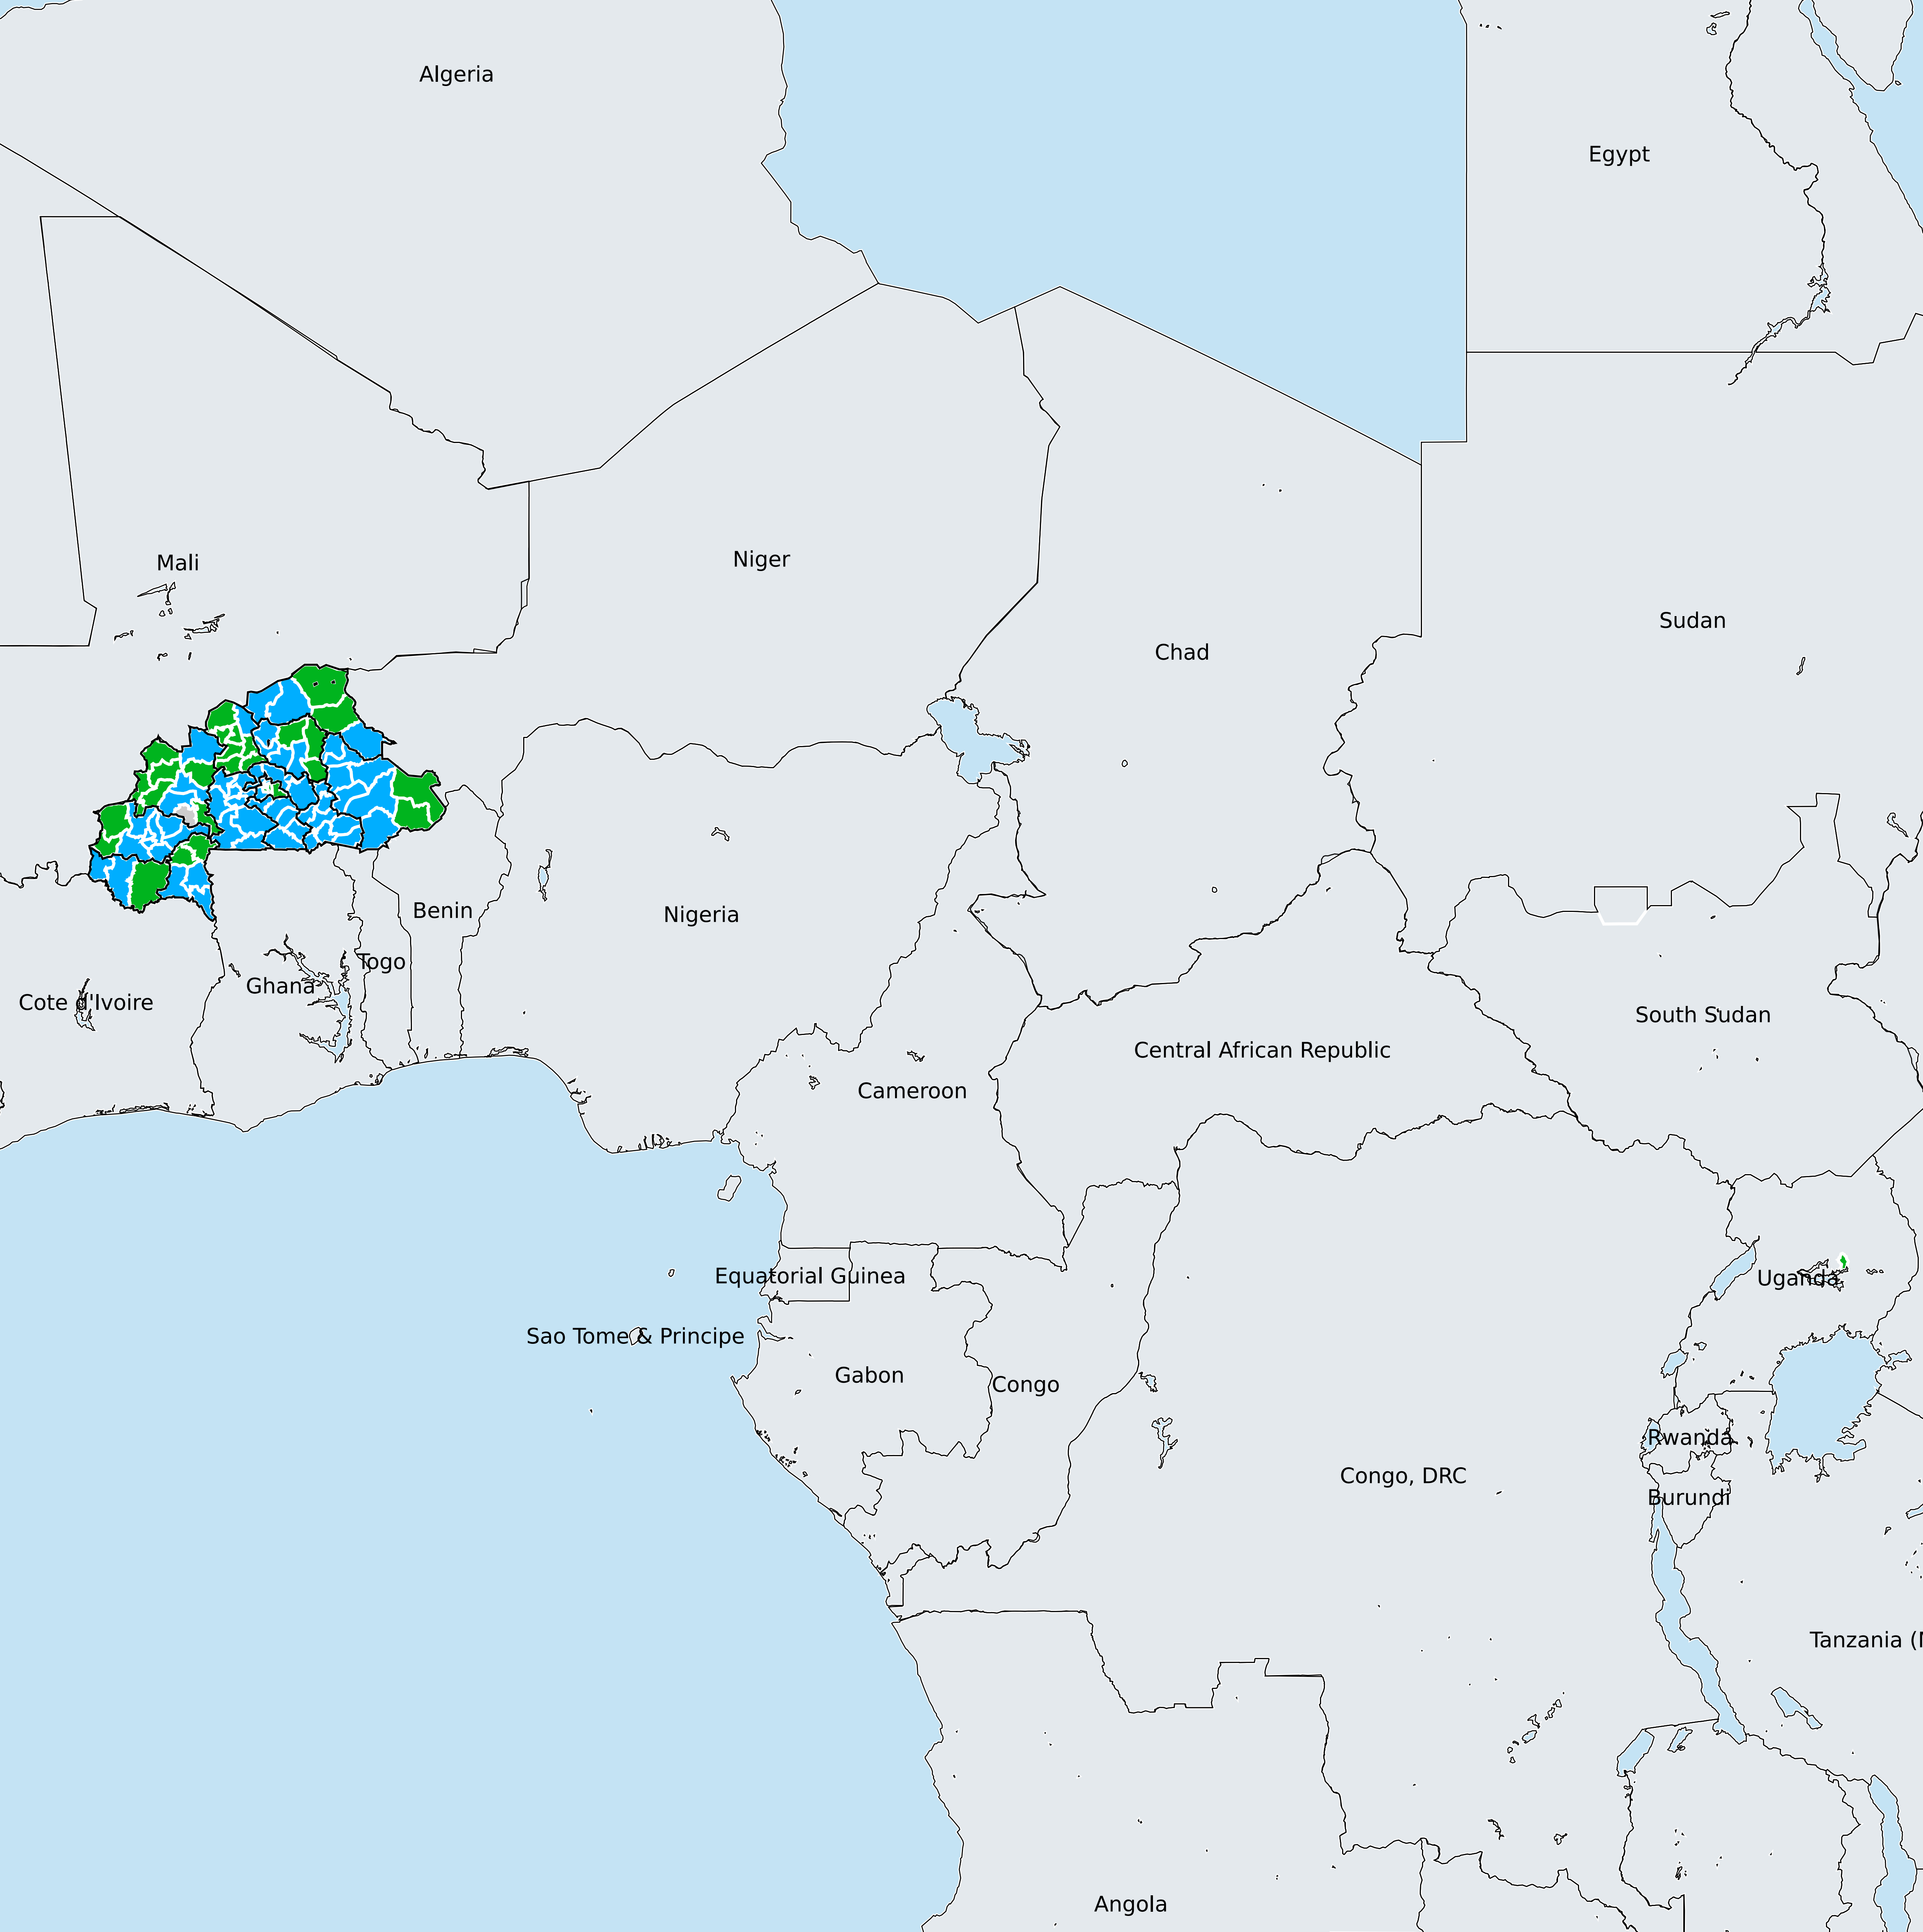 Algeria
Egypt
Mali
Niger
Sudan
Chad
Benin
Nigeria
Togo
Ghana
Cote d'Ivoire
South Sudan
Central African Republic
Cameroon
Equatorial Guinea
Uganda
Sao Tome & Principe
Gabon
Congo
Rwanda
Congo, DRC
Burundi
Tanzania (
Angola